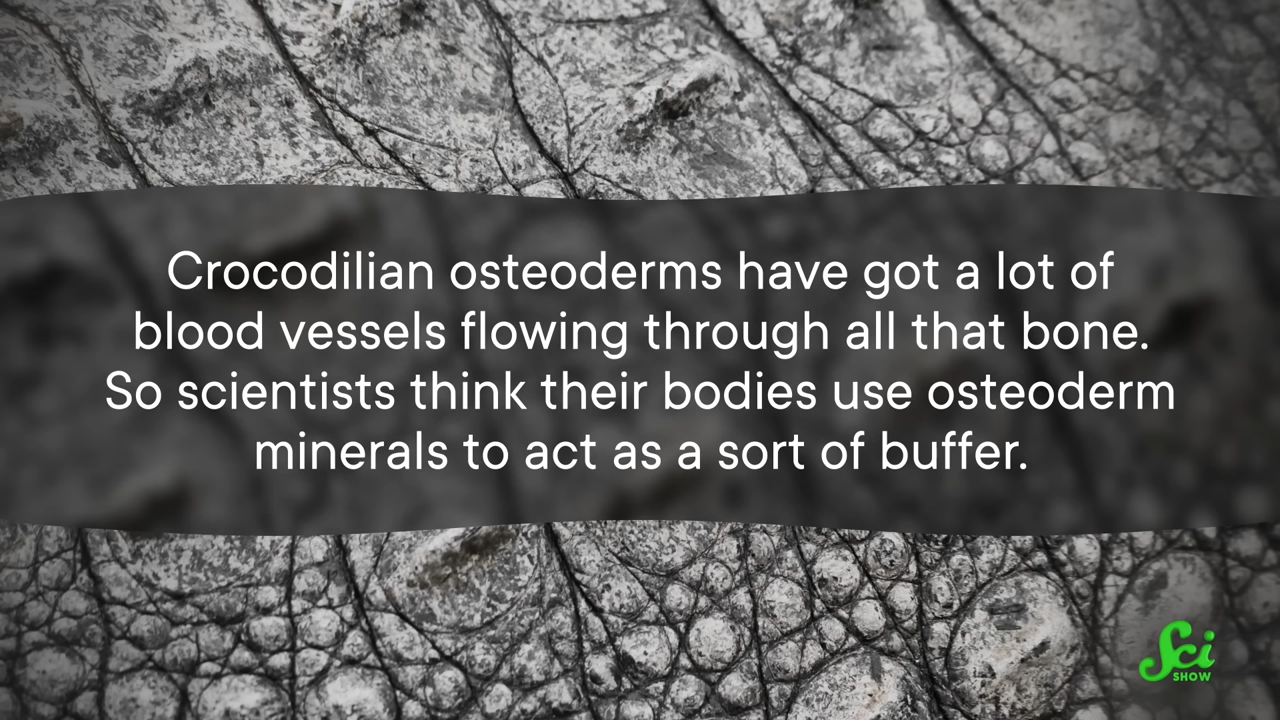 Crocodilian osteoderms have got a lot of
blood vessels flowing through all that bone.
So scientists think their bodies use osteoderm
minerals to act as a sort of buffer.
Sci
SHOW